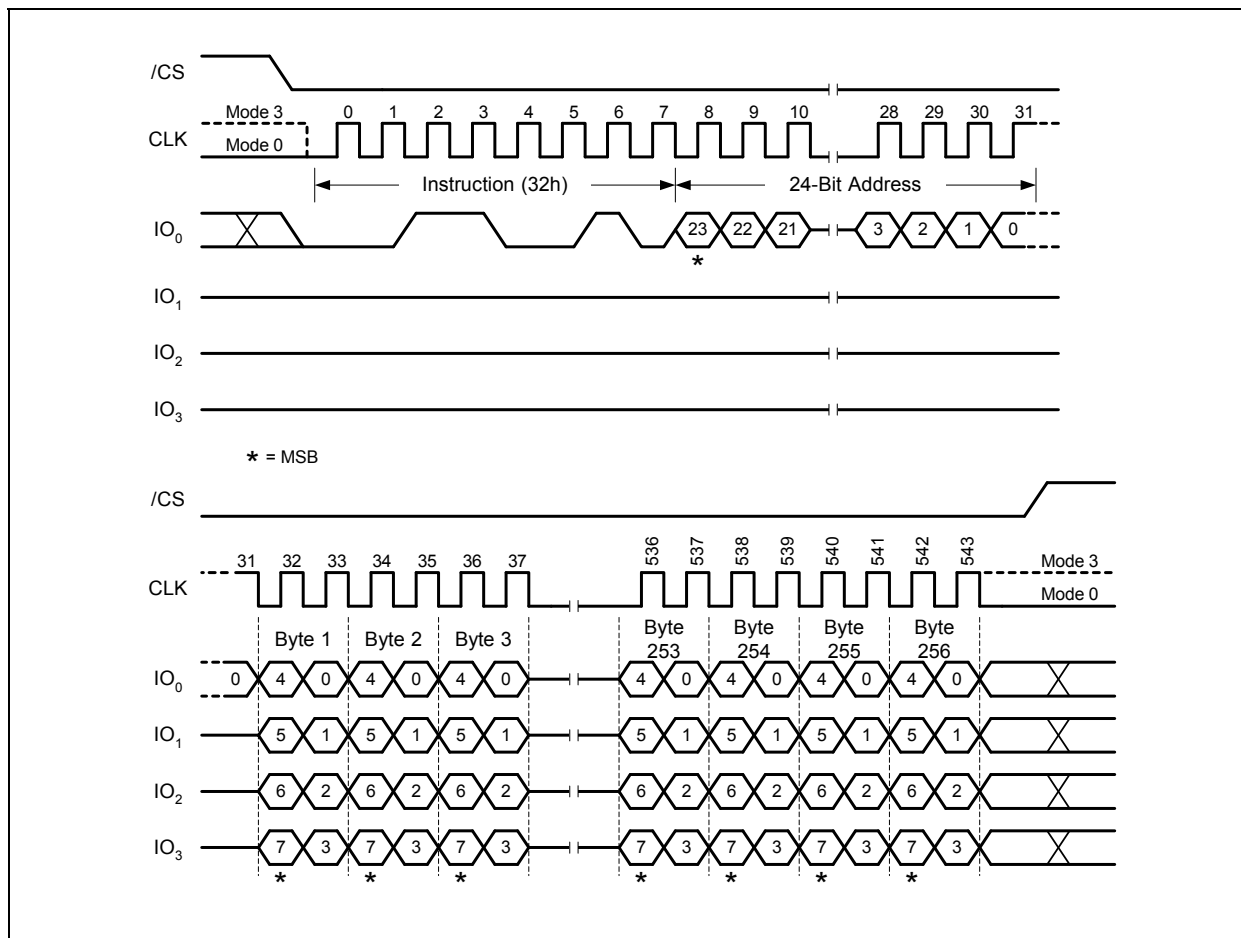 /CS
Mode 3 0 1 2 3 4 5 6 7 8 9 10 28 29 30 31
CLK
Mode 0
Instruction (32h) 24-Bit Address
IO0 23 22 21 3 2 1 0
*
IO1
IO2
IO3
* = MSB
/CS
31 32 33 34 35 36 37 536 537 538 539 540 541 542 543 Mode 3
CLK
Mode 0
Byte 1 Byte 2 Byte 3 Byte 253 Byte 254 Byte 255 Byte 256
IO0 0 4 0 4 0 4 0 4 0 4 0 4 0 4 0
IO1 5 1 5 1 5 1 5 1 5 1 5 1 5 1
IO2 6 2 6 2 6 2 6 2 6 2 6 2 6 2
IO3 7 3 7 3 7 3 7 3 7 3 7 3 7 3
* * * * * * *